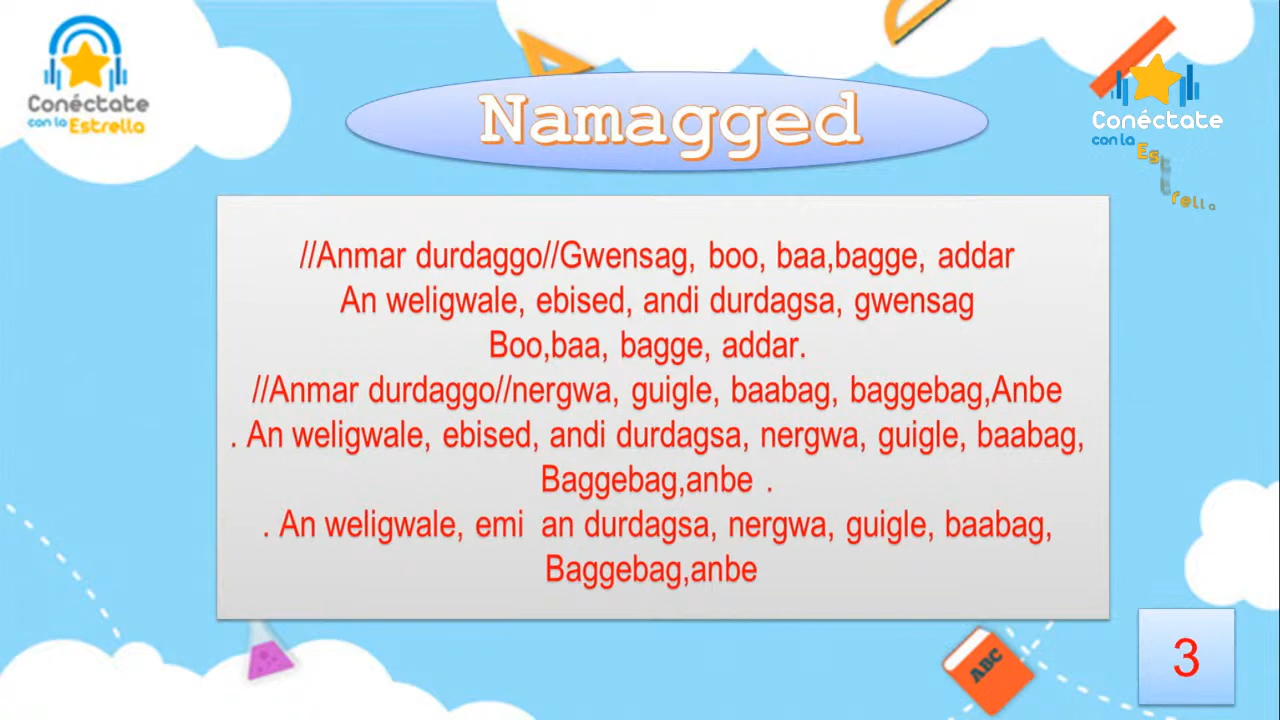 Conéctate
con la Estrella
Namagged
Conéctate
con la Estrella
//Anmar durdaggo//Gwensag, boo, baa,bagge, addar
An weligwale, ebised, andi durdagsa, gwensag
Boo,baa, bagge, addar.
//Anmar durdaggo//nergwa, guigle, baabag, baggebag,Anbe
. An weligwale, ebised, andi durdagsa, nergwa, guigle, baabag,
Baggebag,anbe .
. An weligwale, emi an durdagsa, nergwa, guigle, baabag,
Baggebag,anbe
ABC
3